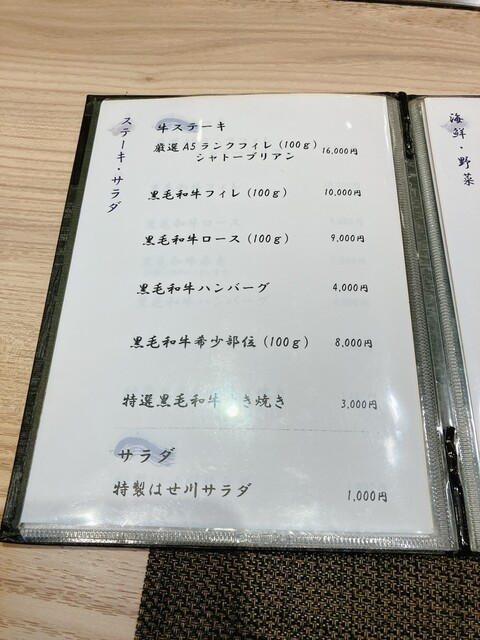 ステーキ・サラダ
牛ステーキ
厳選A5ランクフィレ(100g)
シャトーブリアン
16,000円
黒毛和牛フィレ(100g) 10,000円
黒毛和牛ロース(100g) 9,000円
黒毛和牛ハンバーグ 4,000円
黒毛和牛希少部位(100g) 8,000円
特選黒毛和牛 き焼き 3,000円
サラダ
特製はせ川サラダ 1,000円
海鮮・野菜